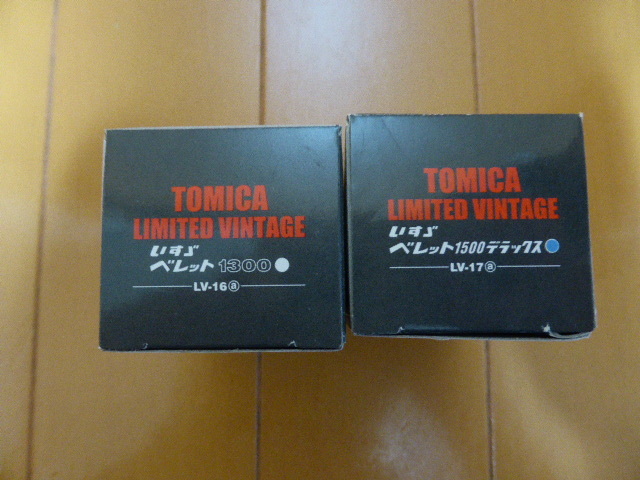 TOMICA
LIMITED VINTAGE
いすゞ
ベレット1300
LV-16ⓐ
TOMICA
LIMITED VINTAGE
いすゞ
ベレット1500デラックス
LV-17ⓐ